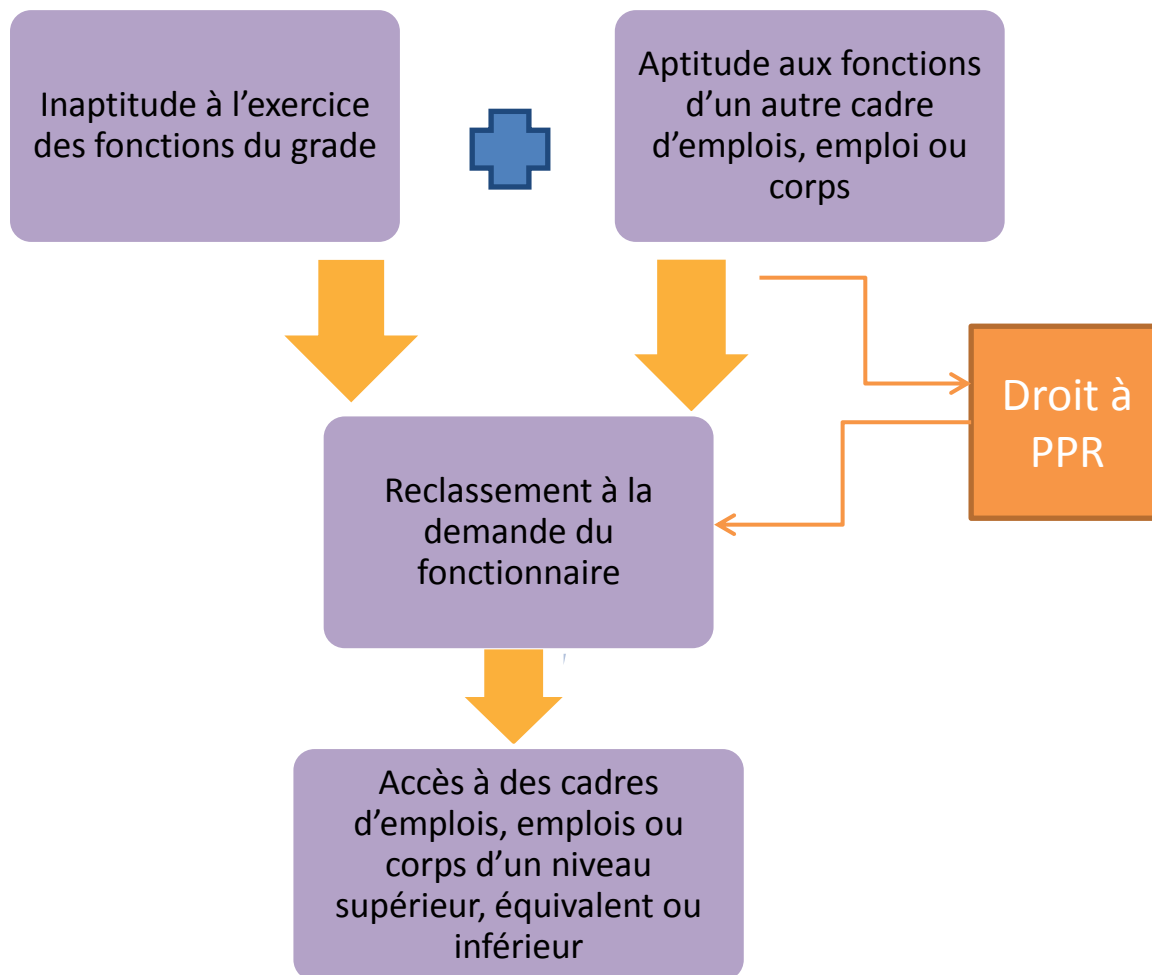 Inaptitude à l’exercice
des fonctions du grade
Aptitude aux fonctions
d’un autre cadre
d’emplois, emploi ou
corps
Droit à
PPR
Reclassement à la
demande du
fonctionnaire
Accès à des cadres
d’emplois, emplois ou
corps d’un niveau
supérieur, équivalent ou
inférieur